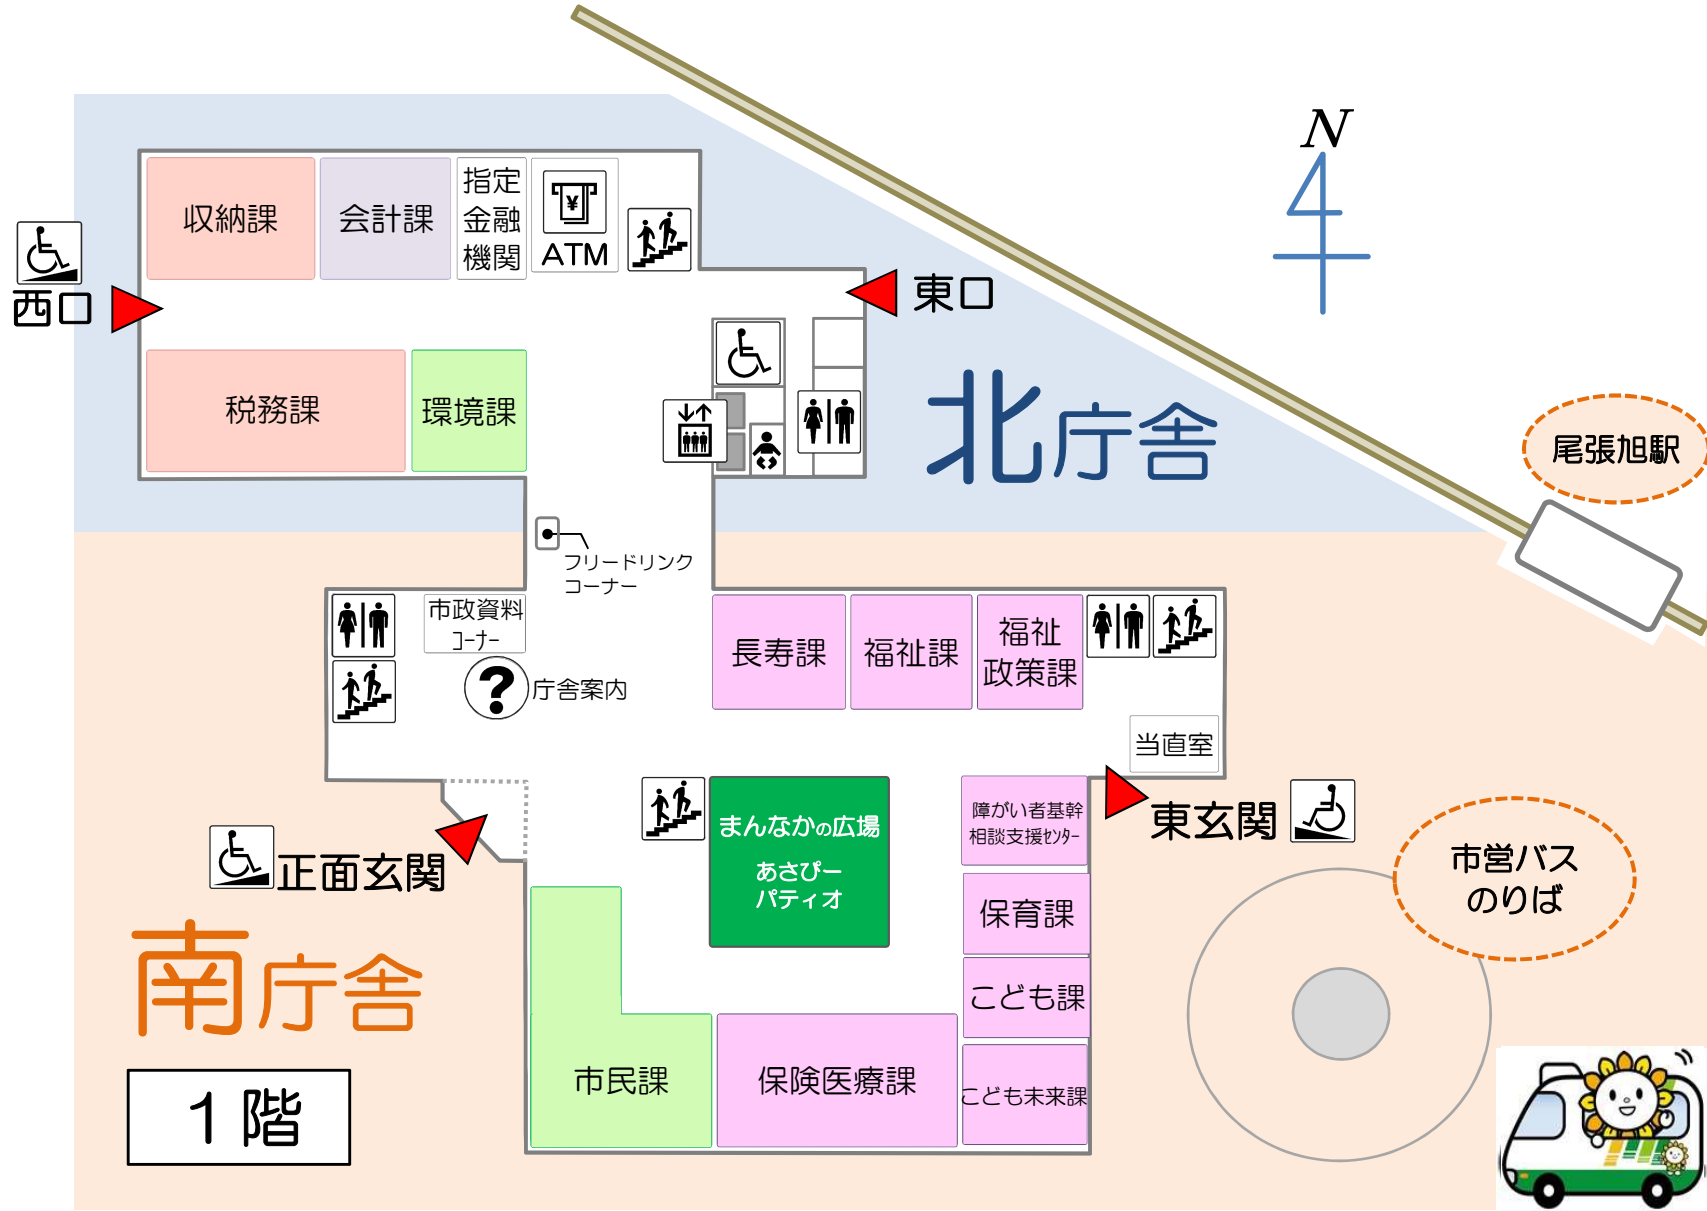 N
収納課
会計課
指定
金融
機関
¥
ATM
西口
東口
税務課
環境課
北庁舎
尾張旭駅
フリードリンク
コーナー
市政資料
コーナー
?
庁舎案内
長寿課
福祉課
福祉
政策課
当直室
まんなかの広場
あさぴー
パティオ
障がい者基幹
相談支援センター
東玄関
正面玄関
保育課
市営バス
のりば
南庁舎
こども課
1階
市民課
保険医療課
こども未来課